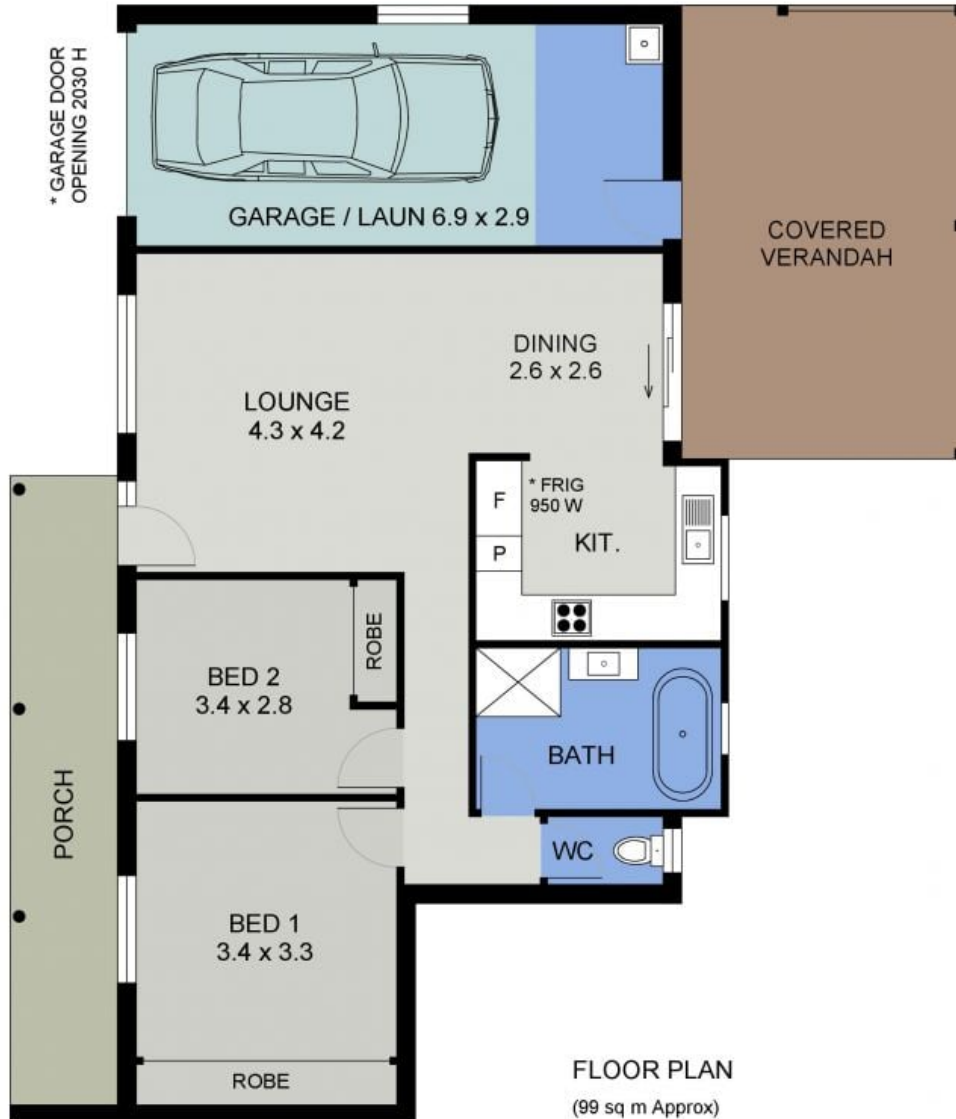 * GARAGE DOOR
OPENING 2030 H
GARAGE / LAUN 6.9 x 2.9
COVERED
VERANDAH
DINING
2.6 x 2.6
LOUNGE
4.3 x 4.2
* FRIG
950 W
F
P
KIT.
ROBE
BED 2
3.4 x 2.8
BATH
PORCH
WC
BED 1
3.4 x 3.3
ROBE
FLOOR PLAN
(99 sq m Approx)